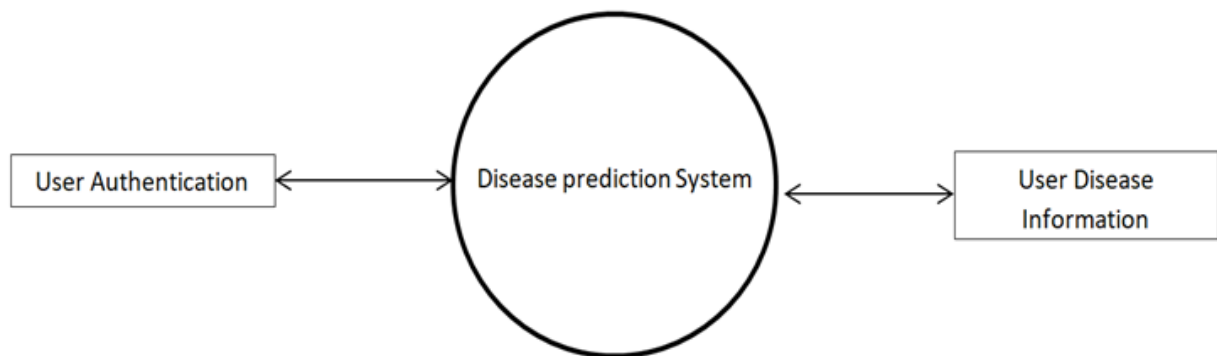 User Authentication
Disease prediction System
User Disease
Information